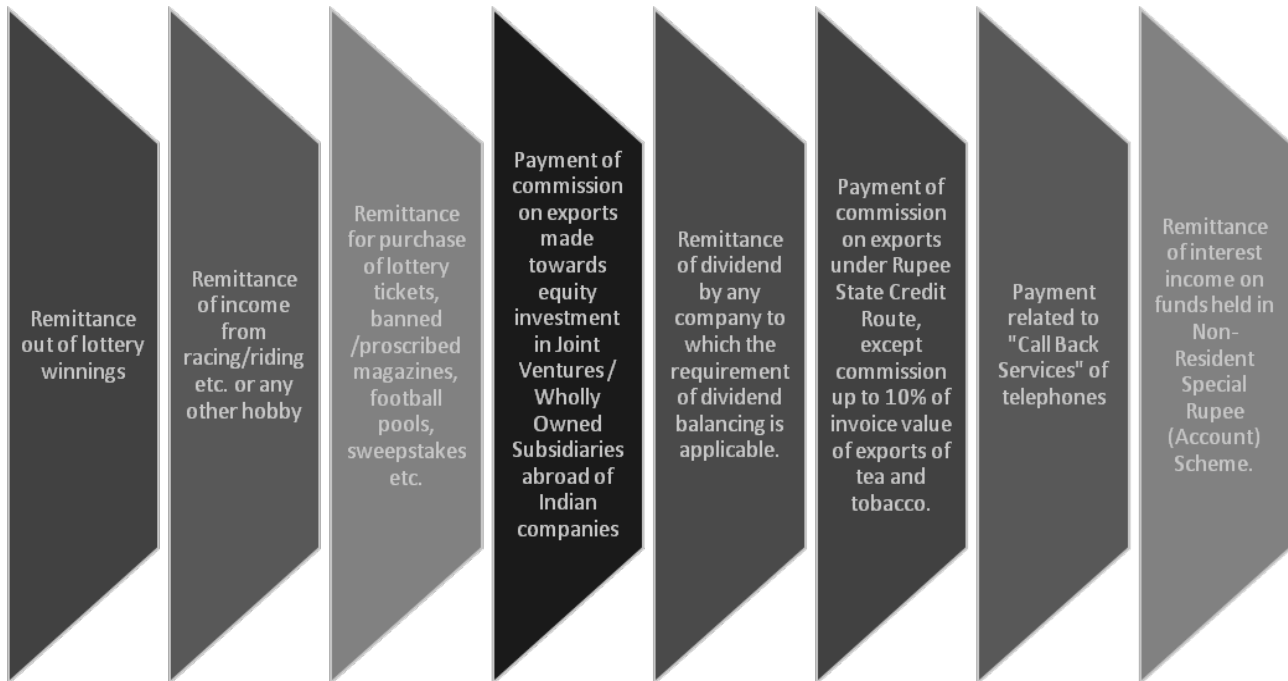 Remittance
out of lottery
winnings
Remittance
of income
from
racing/riding
etc. or any
other hobby
Remittance
for purchase
of lottery
tickets,
banned
/proscribed
magazines,
football
pools,
sweepstakes
etc.
Payment of
commission
on exports
made
towards
equity
investment
in Joint
Ventures /
Wholly
Owned
Subsidiaries
abroad of
Indian
companies
Remittance
of dividend
by any
company to
which the
requirement
of dividend
balancing is
applicable.
Payment of
commission
on exports
under Rupee
State Credit
Route,
except
commission
up to 10% of
invoice value
of exports of
tea and
tobacco.
Payment
related to
"Call Back
Services" of
telephones
Remittance
of interest
income on
funds held in
Non-
Resident
Special
Rupee
(Account)
Scheme.